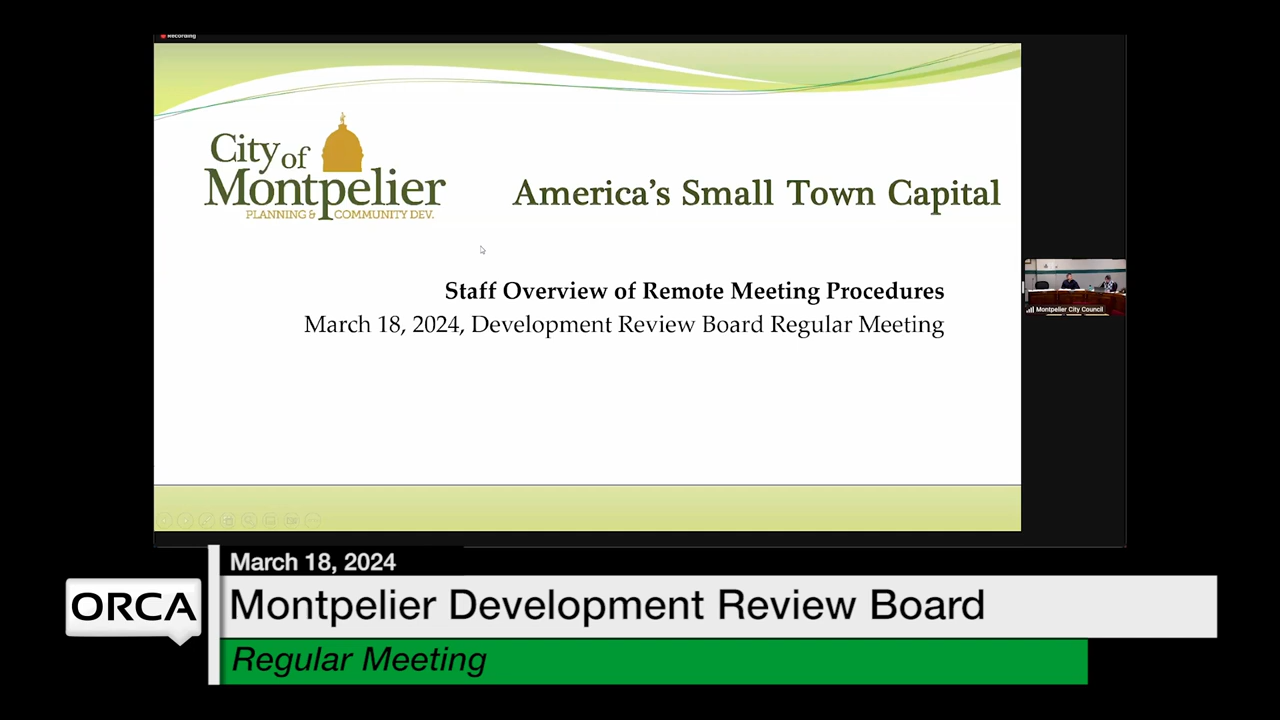 Recording
City of
Montpelier
PLANNING & COMMUNITY DEV.
America's Small Town Capital
Staff Overview of Remote Meeting Procedures
March 18, 2024, Development Review Board Regular Meeting
Montpelier City Council
March 18, 2024
ORCA
Montpelier Development Review Board
Regular Meeting